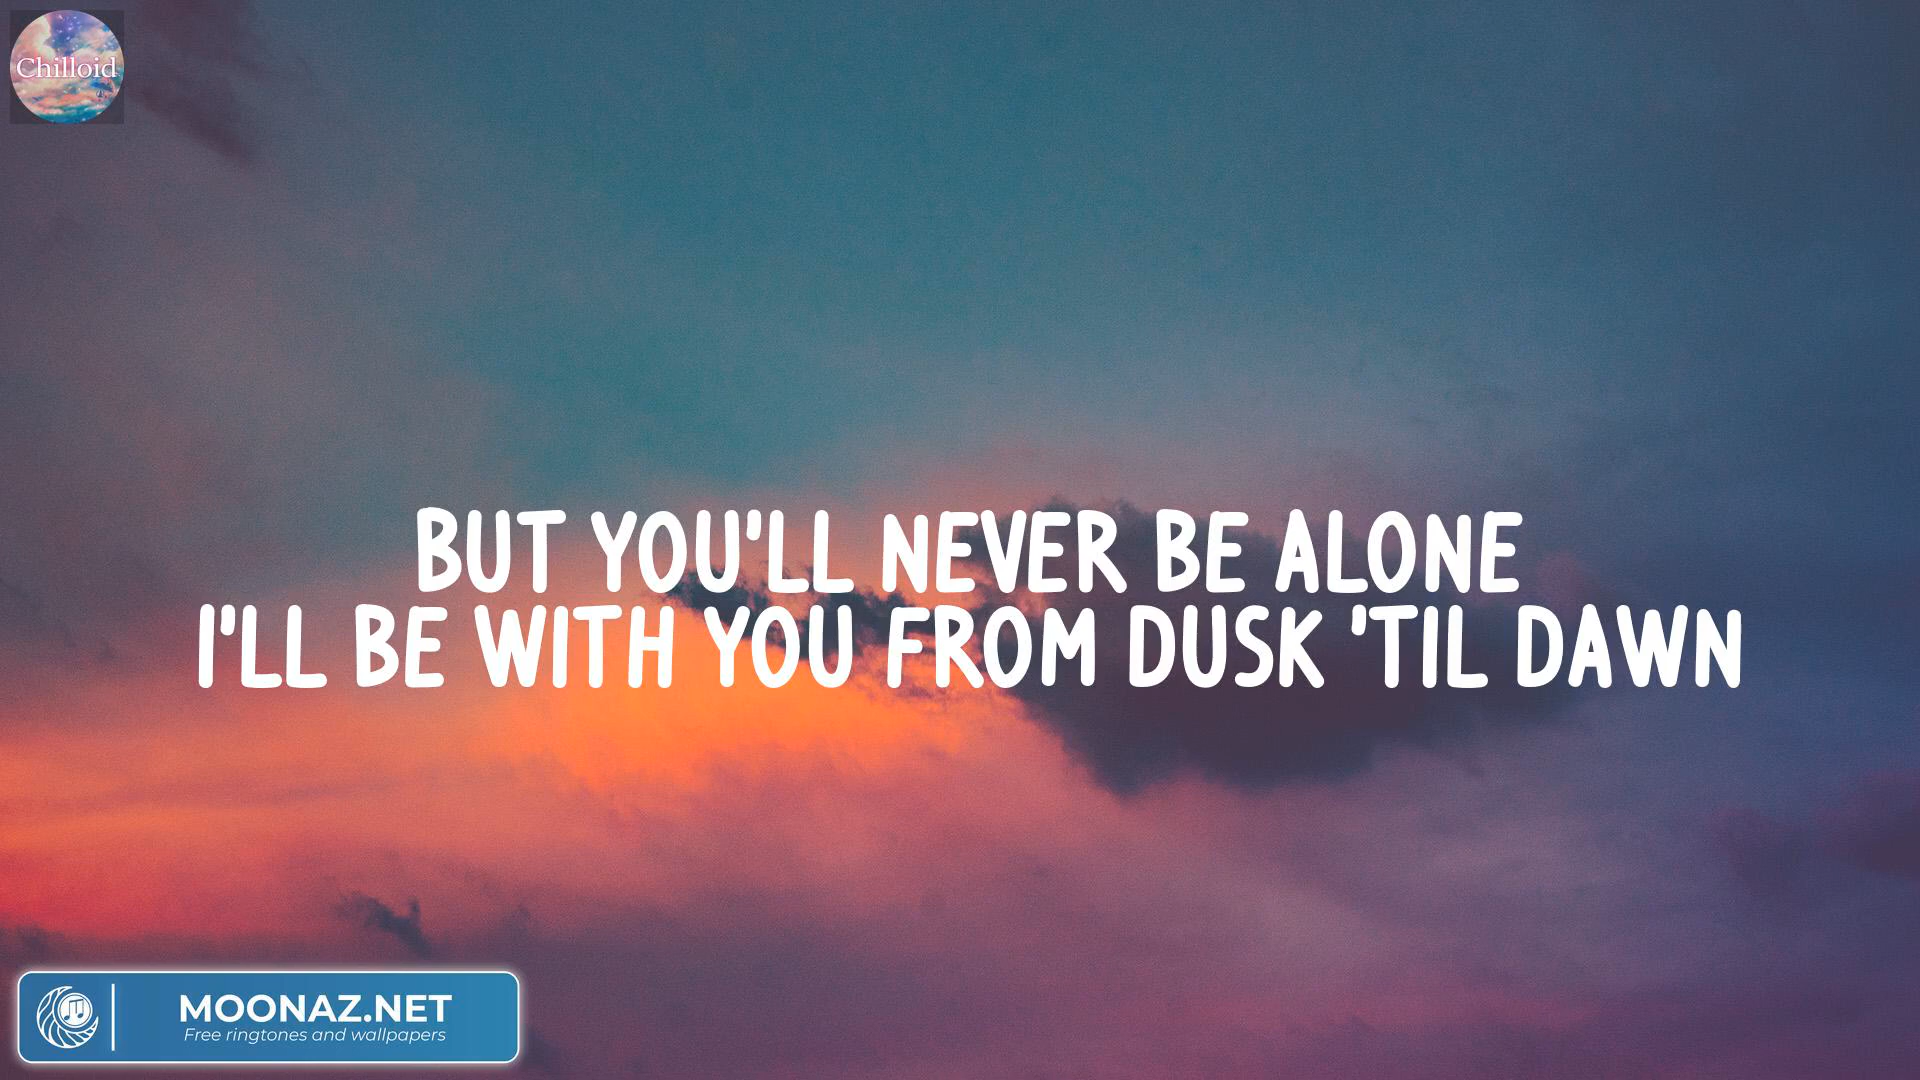 Chilloid
BUT YOU'LL NEVER BE ALONE
I'LL BE WITH YOU FROM DUSK 'TIL DAWN
MOONAZ.NET
Free ringtones and wallpapers